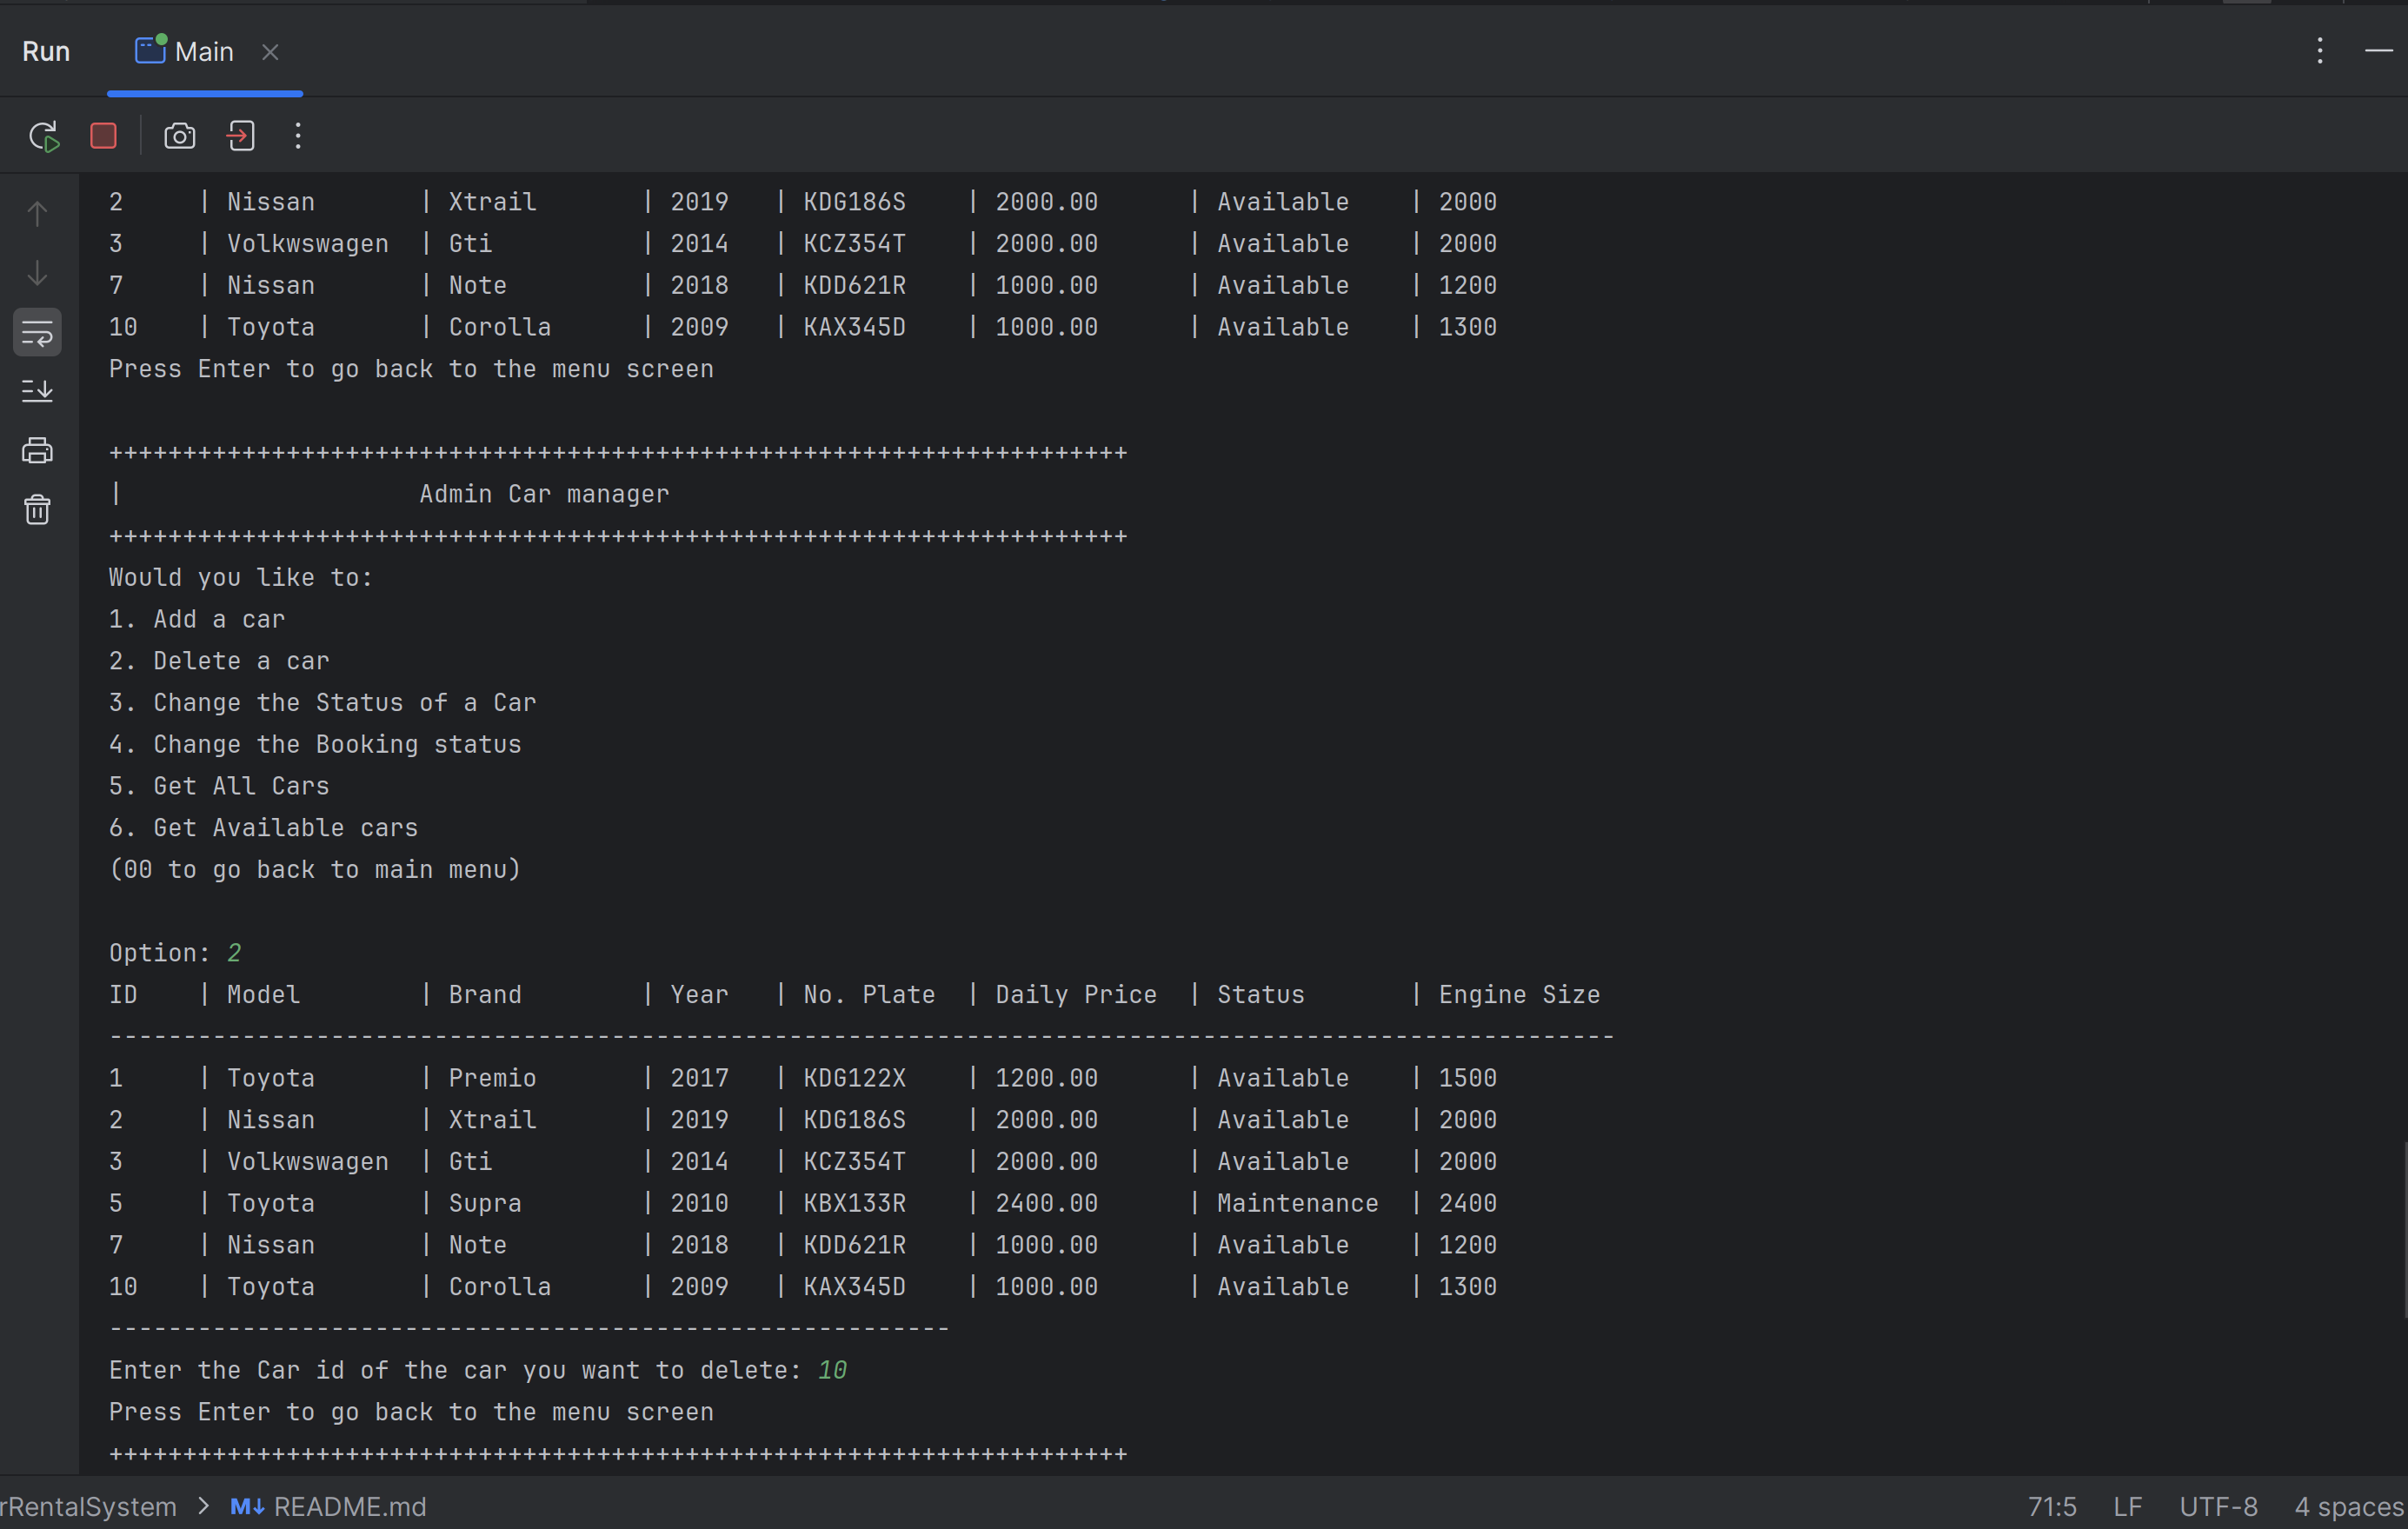 Run Main
2 | Nissan | Xtrail | 2019 | KDG186S | 2000.00 | Available | 2000
3 | Volkwswagen | Gti | 2014 | KCZ354T | 2000.00 | Available | 2000
7 | Nissan | Note | 2018 | KDD621R | 1000.00 | Available | 1200
10 | Toyota | Corolla | 2009 | KAX345D | 1000.00 | Available | 1300
Press Enter to go back to the menu screen
+++++++++++++++++++++++++++++++++++++++++++++++++++++++++++++++++++++
| Admin Car manager
+++++++++++++++++++++++++++++++++++++++++++++++++++++++++++++++++++++
Would you like to:
1. Add a car
2. Delete a car
3. Change the Status of a Car
4. Change the Booking status
5. Get All Cars
6. Get Available cars
(00 to go back to main menu)
Option: 2
ID | Model | Brand | Year | No. Plate | Daily Price | Status | Engine Size
------------------------------------------------------------------------------------------------------
1 | Toyota | Premio | 2017 | KDG122X | 1200.00 | Available | 1500
2 | Nissan | Xtrail | 2019 | KDG186S | 2000.00 | Available | 2000
3 | Volkwswagen | Gti | 2014 | KCZ354T | 2000.00 | Available | 2000
5 | Toyota | Supra | 2010 | KBX133R | 2400.00 | Maintenance | 2400
7 | Nissan | Note | 2018 | KDD621R | 1000.00 | Available | 1200
10 | Toyota | Corolla | 2009 | KAX345D | 1000.00 | Available | 1300
---------------------------------------------------------
Enter the Car id of the car you want to delete: 10
Press Enter to go back to the menu screen
+++++++++++++++++++++++++++++++++++++++++++++++++++++++++++++++++++++
rRentalSystem > M↓ README.md 71:5 LF UTF-8 4 spaces